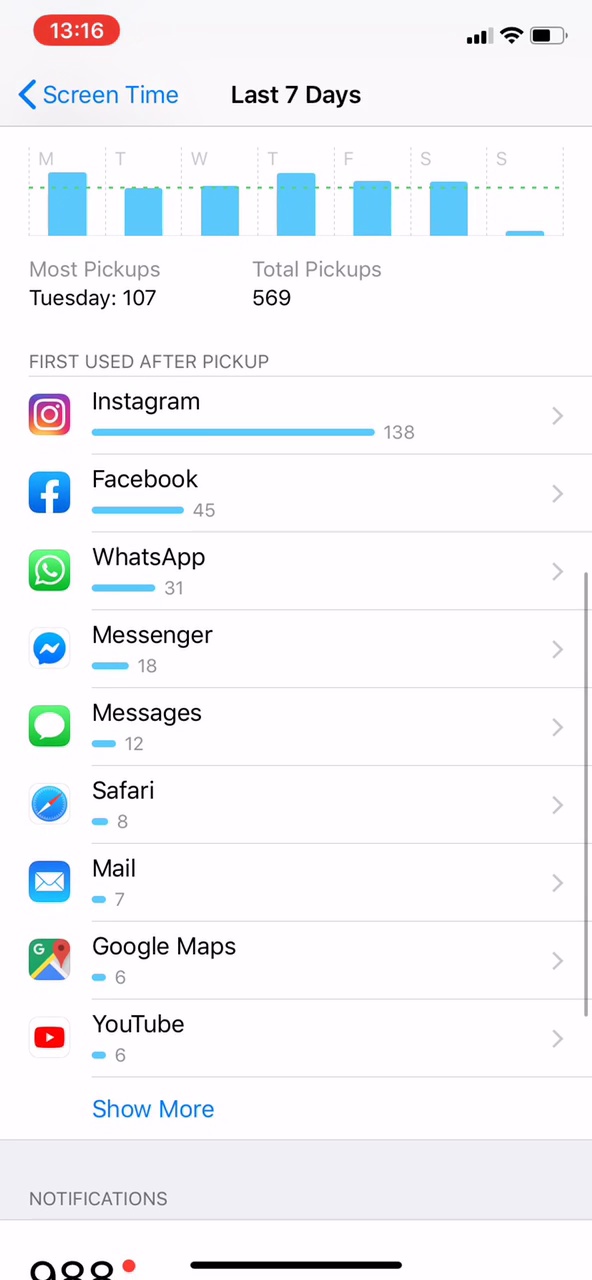 13:16
Screen Time
Last 7 Days
M T W T F S S
Most Pickups Total Pickups
Tuesday: 107 569
FIRST USED AFTER PICKUP
Instagram
138
Facebook
45
WhatsApp
31
Messenger
18
Messages
12
Safari
8
Mail
7
Google Maps
G
6
YouTube
6
Show More
NOTIFICATIONS
988